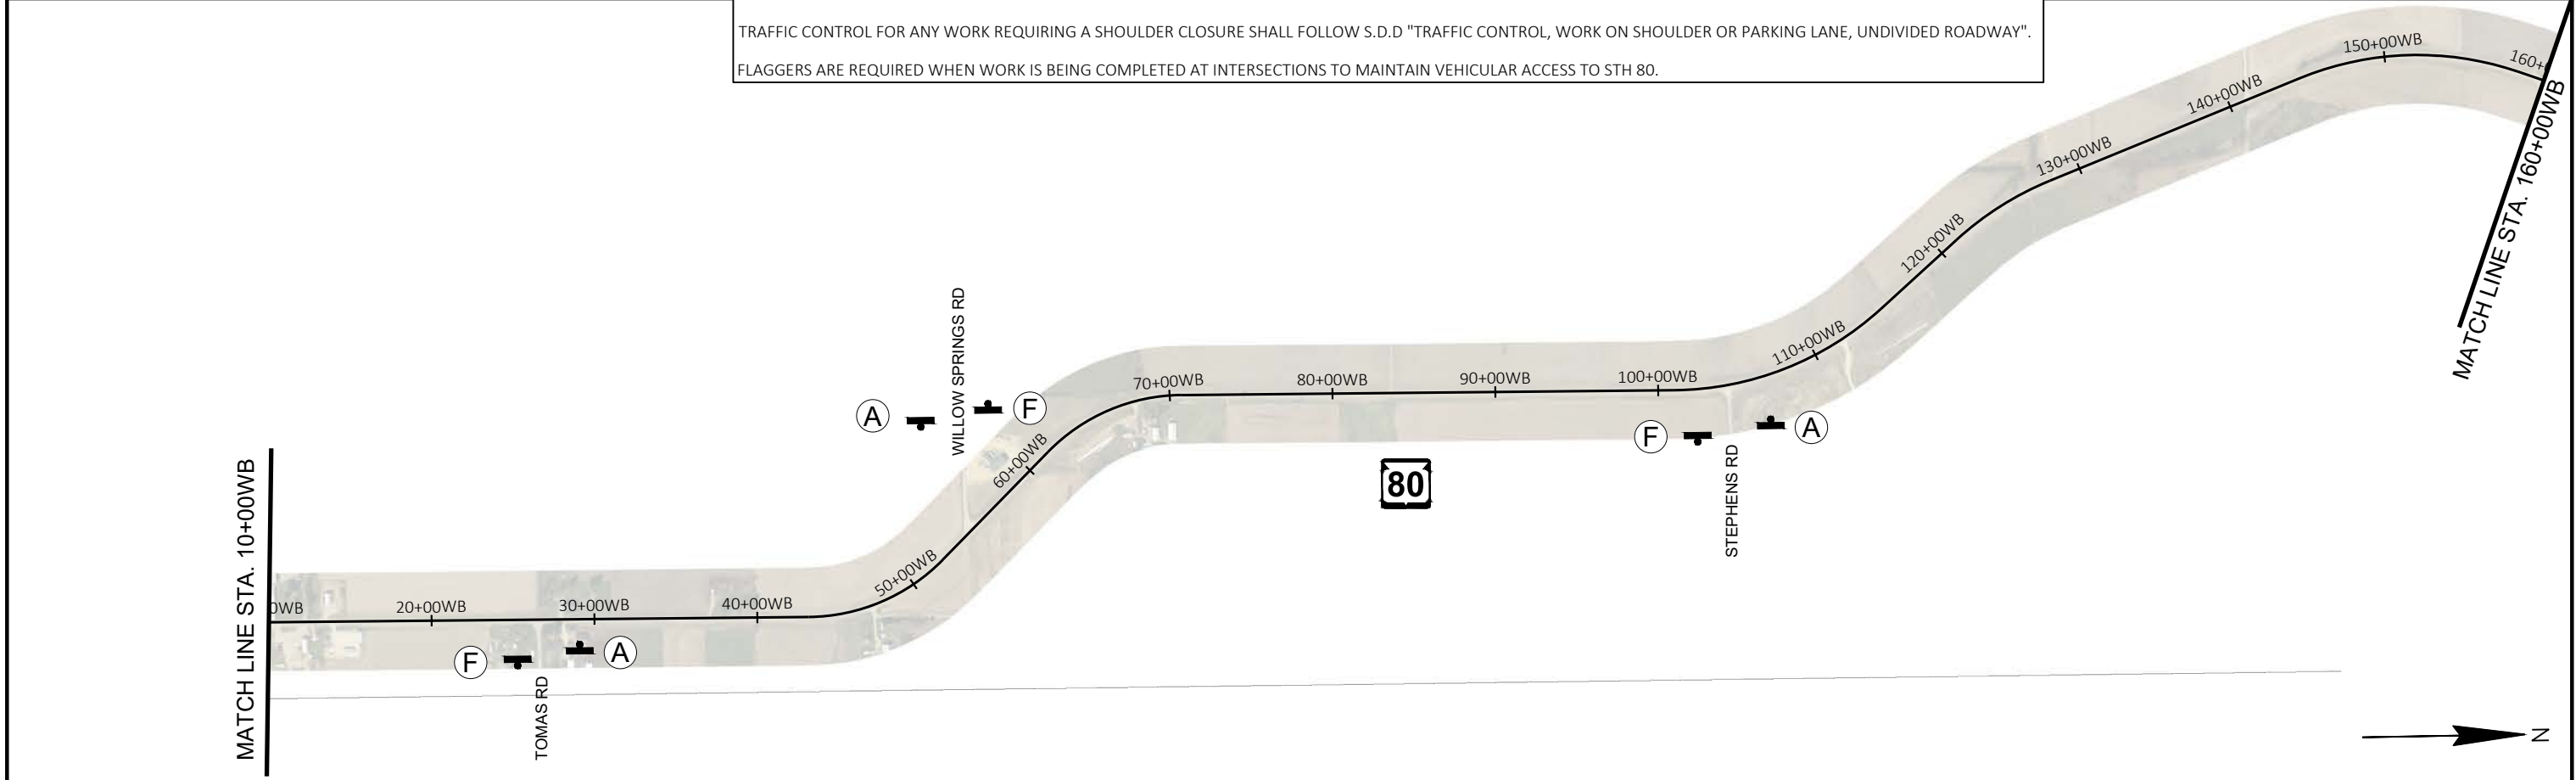 TRAFFIC CONTROL FOR ANY WORK REQUIRING A SHOULDER CLOSURE SHALL FOLLOW S.D.D "TRAFFIC CONTROL, WORK ON SHOULDER OR PARKING LANE, UNDIVIDED ROADWAY".
FLAGGERS ARE REQUIRED WHEN WORK IS BEING COMPLETED AT INTERSECTIONS TO MAINTAIN VEHICULAR ACCESS TO STH 80.
MATCH LINE STA. 10+00WB
0WB
20+00WB
30+00WB
40+00WB
50+00WB
60+00WB
70+00WB
80+00WB
90+00WB
100+00WB
110+00WB
120+00WB
130+00WB
140+00WB
150+00WB
160+
MATCH LINE STA. 160+00WB
A
WILLOW SPRINGS RD
F
F
STEPHENS RD
A
80
F
TOMAS RD
A
N